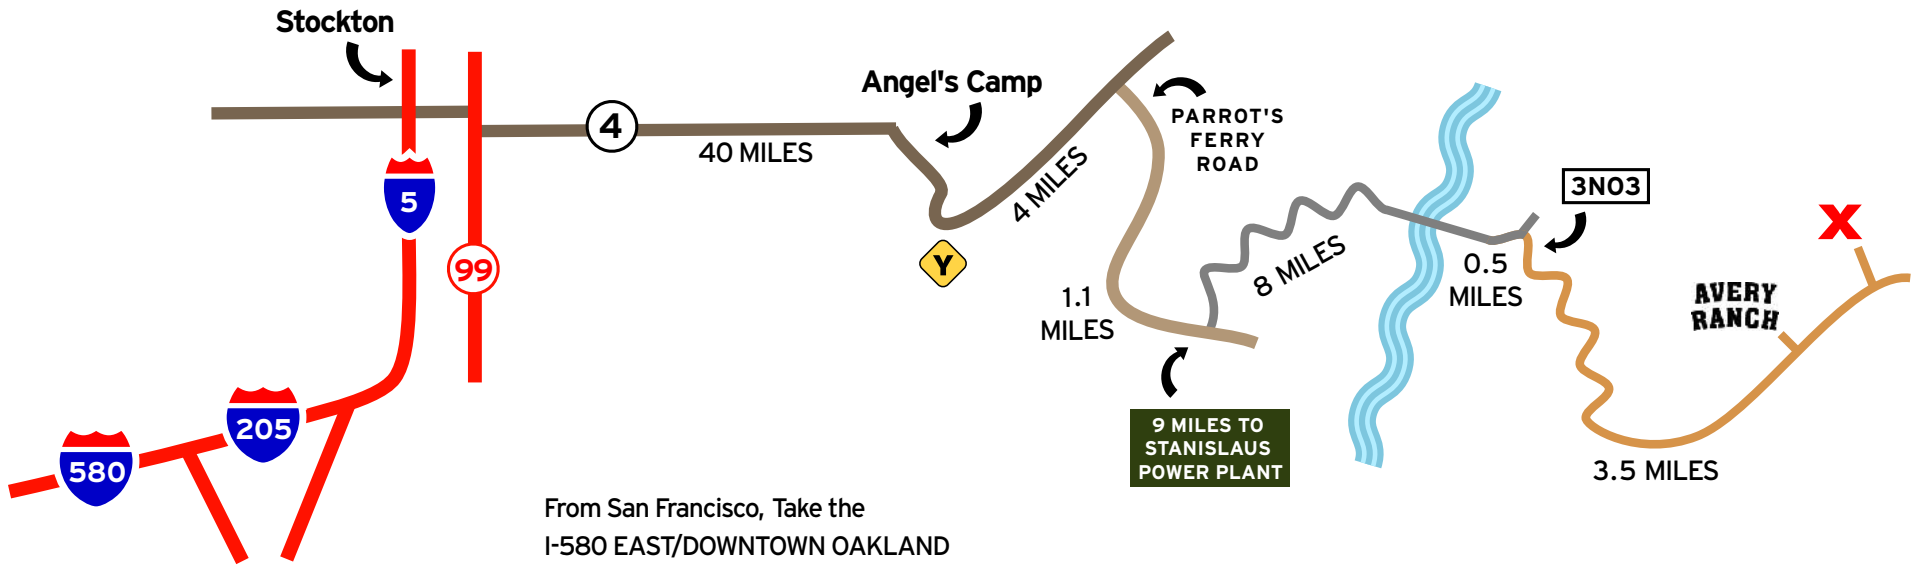 Stockton
Angel's Camp
4
40 MILES
PARROT'S
FERRY
ROAD
4 MILES
5
99
Y
3N03
X
8 MILES
0.5
MILES
1.1
MILES
AVERY
RANCH
205
580
9 MILES TO
STANISLAUS
POWER PLANT
3.5 MILES
From San Francisco, Take the
I-580 EAST/DOWNTOWN OAKLAND